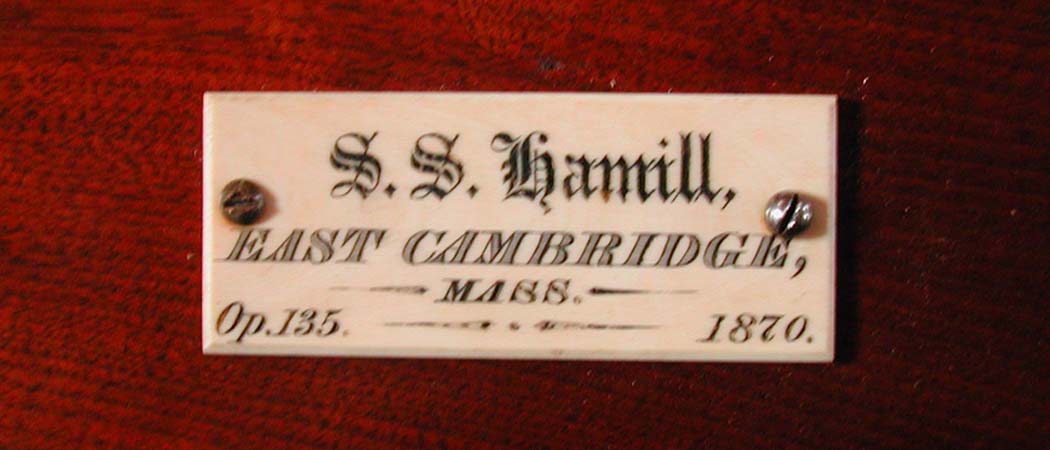 S. S. Hamill,
EAST CAMBRIDGE,
MASS.
Op. 135. 1870.